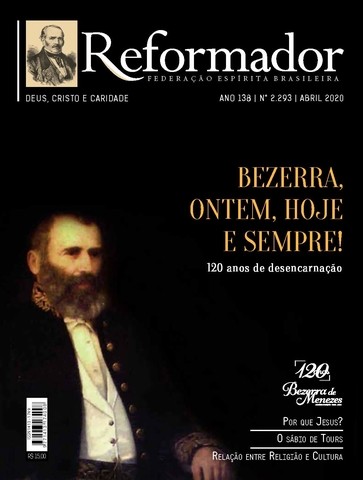 Reformador
FEDERAÇÃO ESPÍRITA BRASILEIRA
DEUS, CRISTO E CARIDADE
ANO 138 | Nº 2.293 | ABRIL 2020
BEZERRA,
ONTEM, HOJE
E SEMPRE!
120 anos de desencarnação
120
Bezerra de
Menezes
POR QUE JESUS?
O SÁBIO DE TOURS
RELAÇÃO ENTRE RELIGIÃO E CULTURA
R$ 15,00